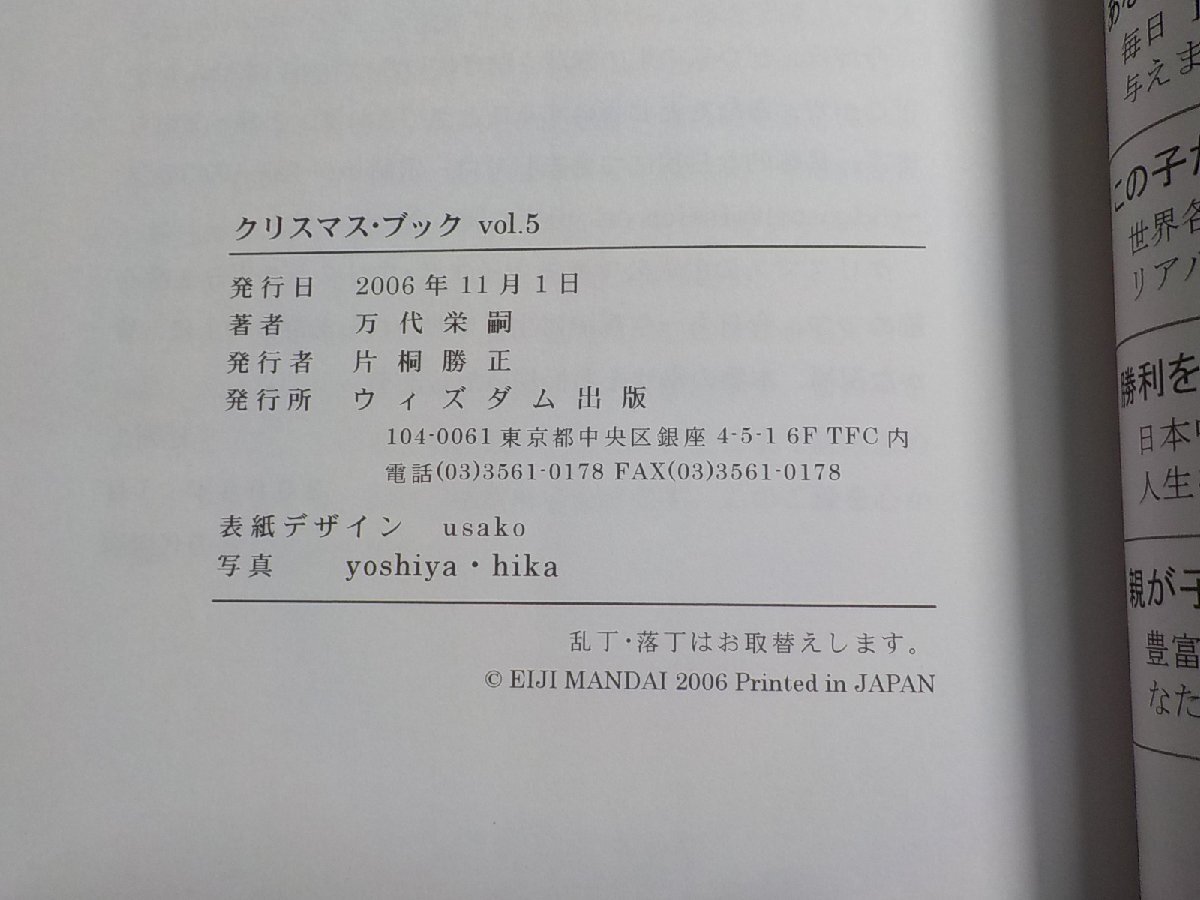 クリスマス・ブック vol.5
発行日 2006年11月1日
著者 万代栄嗣
発行者 片桐勝正
発行所 ウィズダム出版
104-0061 東京都中央区銀座 4-5-1 6F TFC 内
電話(03)3561-0178 FAX(03)3561-0178
表紙デザイン usako
写真 yoshiya・hika
乱丁・落丁はお取替えします。
© EIJI MANDAI 2006 Printed in JAPAN
毎日
与えま
この子
世界各
リア
勝利を
日本
人生
親が子
豊富
なた